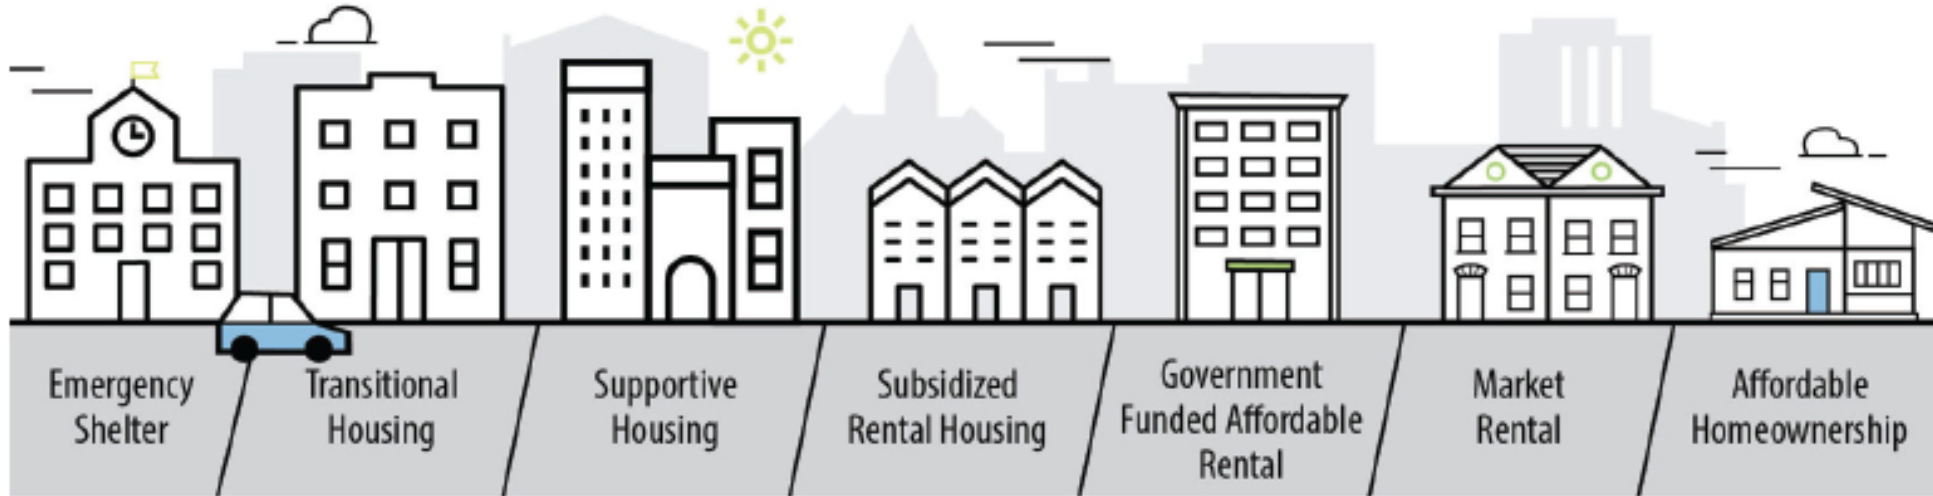 Emergency
Shelter
Transitional
Housing
Supportive
Housing
Subsidized
Rental Housing
Government
Funded Affordable
Rental
Market
Rental
Affordable
Homeownership